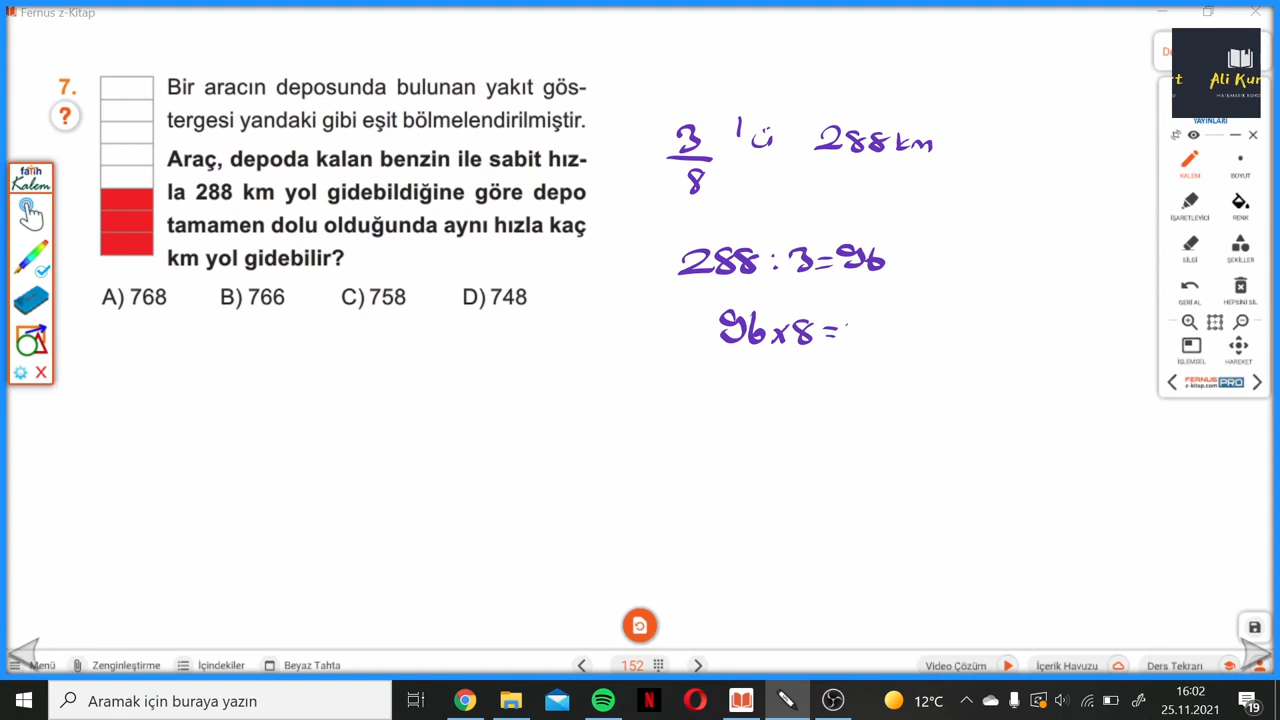 Fernus z-Kitap
7.
?
Bir aracın deposunda bulunan yakıt gös-
tergesi yandaki gibi eşit bölmelendirilmiştir.
Araç, depoda kalan benzin ile sabit hız-
la 288 km yol gidebildiğine göre depo
tamamen dolu olduğunda aynı hızla kaç
km yol gidebilir?
A) 768 B) 766 C) 758 D) 748
3
8
'ü 288 km
288 : 3 = 96
96 x 8 =
fatih
Kalem
De
rt Ali Kur
YAYINLARI
KALEM BOYUT
İŞARETLEYİCİ RENK
SİLGİ ŞEKİLLER
GERİ AL HEPSİNİ SİL
İŞLEMSEL HAREKET
FERNUS PRO
z-kitap.com
Menü Zenginleştirme İçindekiler Beyaz Tahta 152 Video Çözüm İçerik Havuzu Ders Tekrarı
Aramak için buraya yazın
12°C
16:02
25.11.2021
19